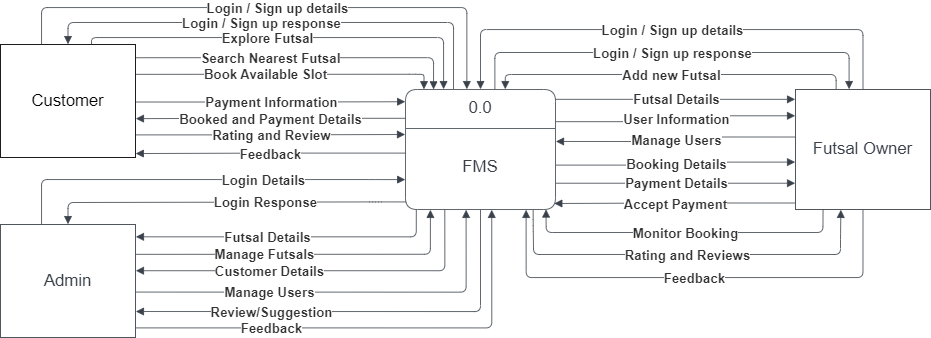 Login / Sign up details
Login / Sign up response
Explore Futsal
Search Nearest Futsal
Book Available Slot
Customer
Payment Information
Booked and Payment Details
Rating and Review
Feedback
Login Details
Login Response
Admin
Futsal Details
Manage Futsals
Customer Details
Manage Users
Review/Suggestion
Feedback
0.0
FMS
Login / Sign up details
Login / Sign up response
Add new Futsal
Futsal Details
User Information
Manage Users
Booking Details
Payment Details
Accept Payment
Futsal Owner
Monitor Booking
Rating and Reviews
Feedback